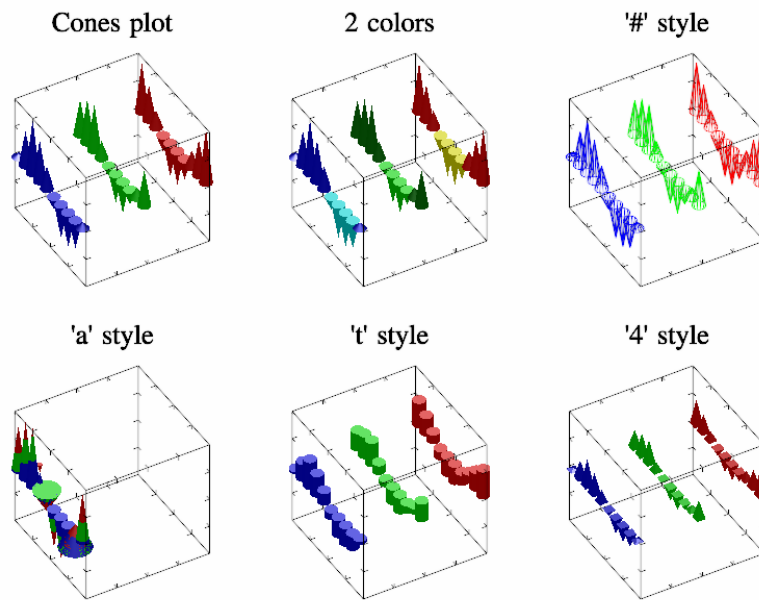 Cones plot
2 colors
'#' style
'a' style
't' style
'4' style